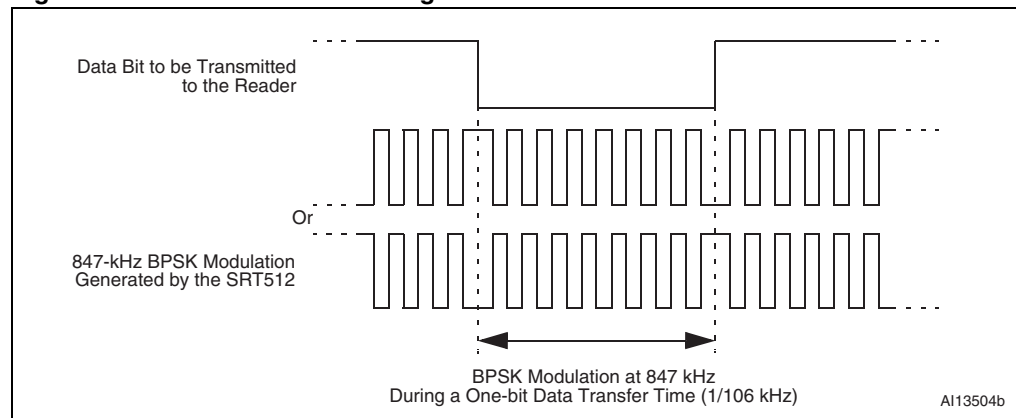 Data Bit to be Transmitted
to the Reader
Or
847-kHz BPSK Modulation
Generated by the SRT512
BPSK Modulation at 847 kHz
During a One-bit Data Transfer Time (1/106 kHz)
AI13504b